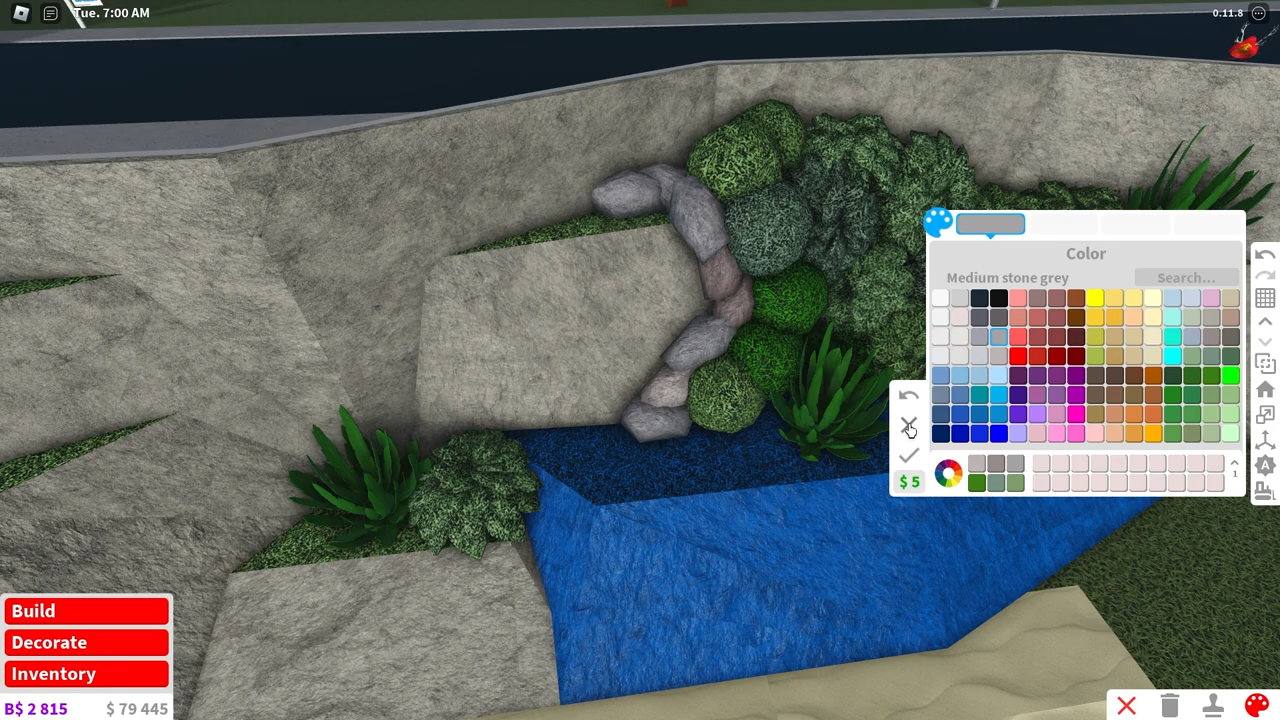 Tue. 7:00 AM
0.11.8
Color
Medium stone grey
Search...
$ 5
1
A
Build
Decorate
Inventory
B$ 2 815
$ 79 445